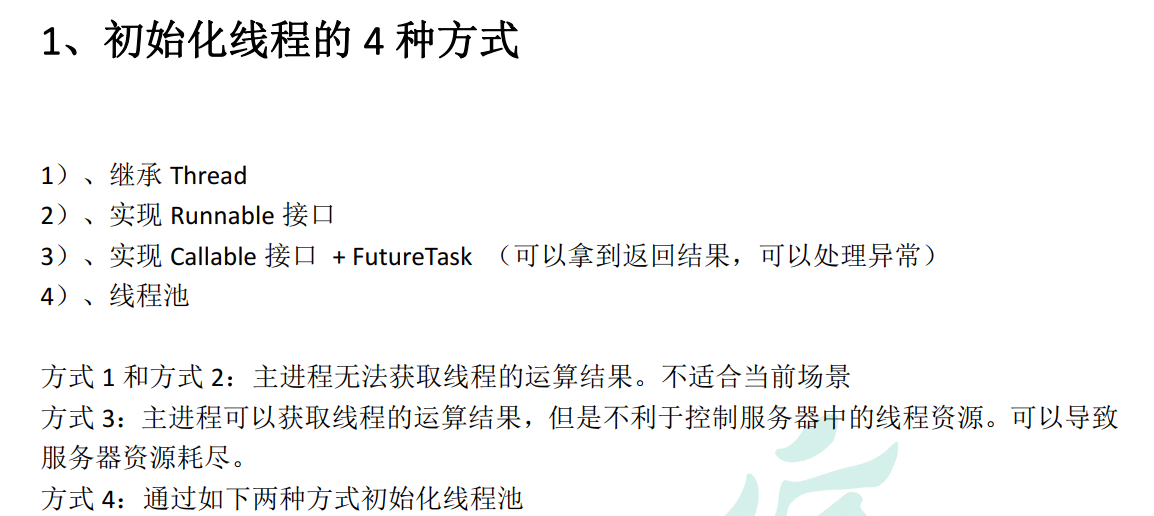 1、初始化线程的 4 种方式
1）、继承 Thread
2）、实现 Runnable 接口
3）、实现 Callable 接口 + FutureTask （可以拿到返回结果，可以处理异常）
4）、线程池
方式 1 和方式 2：主进程无法获取线程的运算结果。不适合当前场景
方式 3：主进程可以获取线程的运算结果，但是不利于控制服务器中的线程资源。可以导致
服务器资源耗尽。
方式 4：通过如下两种方式初始化线程池